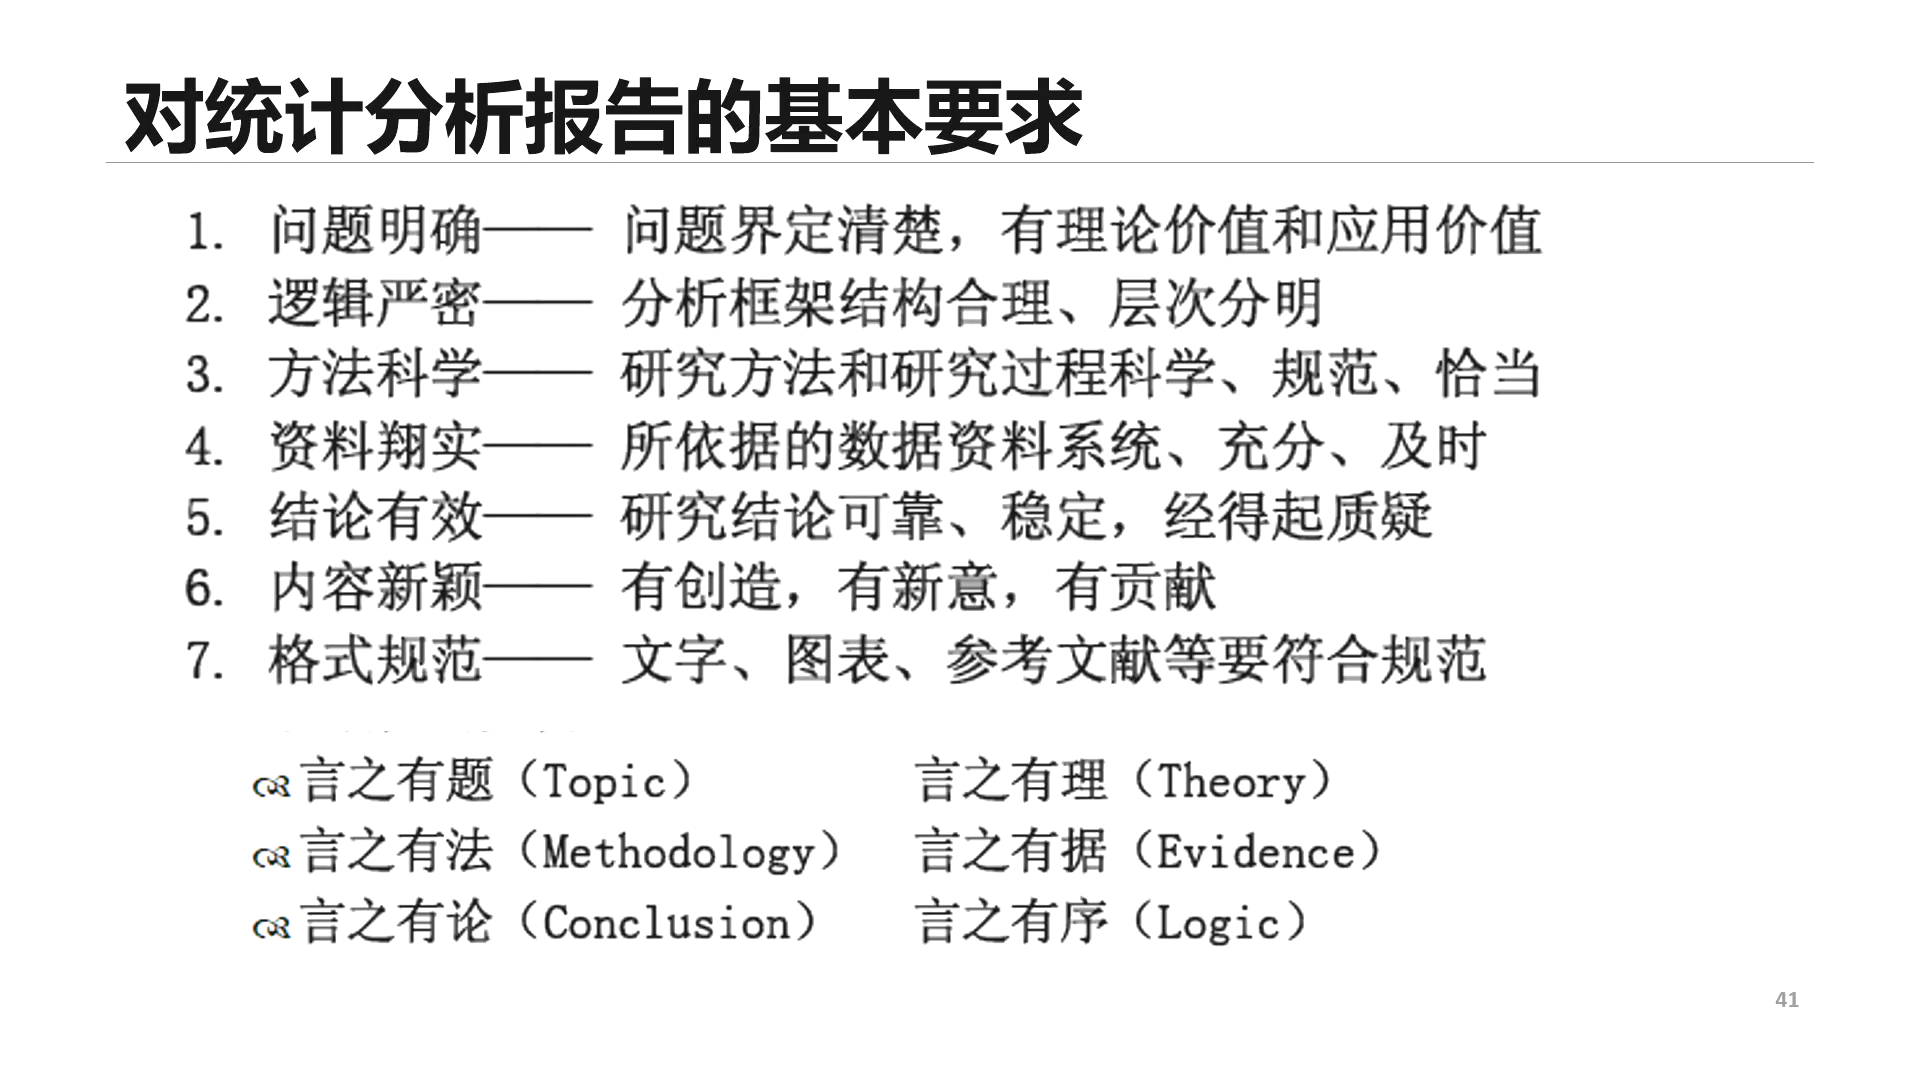 对统计分析报告的基本要求
1. 问题明确—— 问题界定清楚，有理论价值和应用价值
2. 逻辑严密—— 分析框架结构合理、层次分明
3. 方法科学—— 研究方法和研究过程科学、规范、恰当
4. 资料翔实—— 所依据的数据资料系统、充分、及时
5. 结论有效—— 研究结论可靠、稳定，经得起质疑
6. 内容新颖—— 有创造，有新意，有贡献
7. 格式规范—— 文字、图表、参考文献等要符合规范
言之有题（Topic） 言之有理（Theory）
言之有法（Methodology） 言之有据（Evidence）
言之有论（Conclusion） 言之有序（Logic）
41